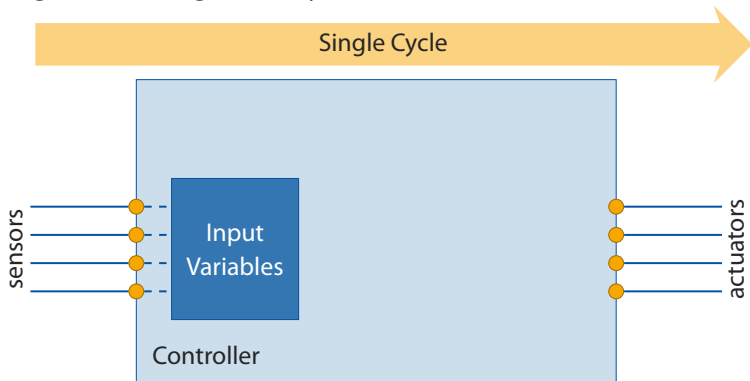 Single Cycle
sensors
Input
Variables
actuators
Controller